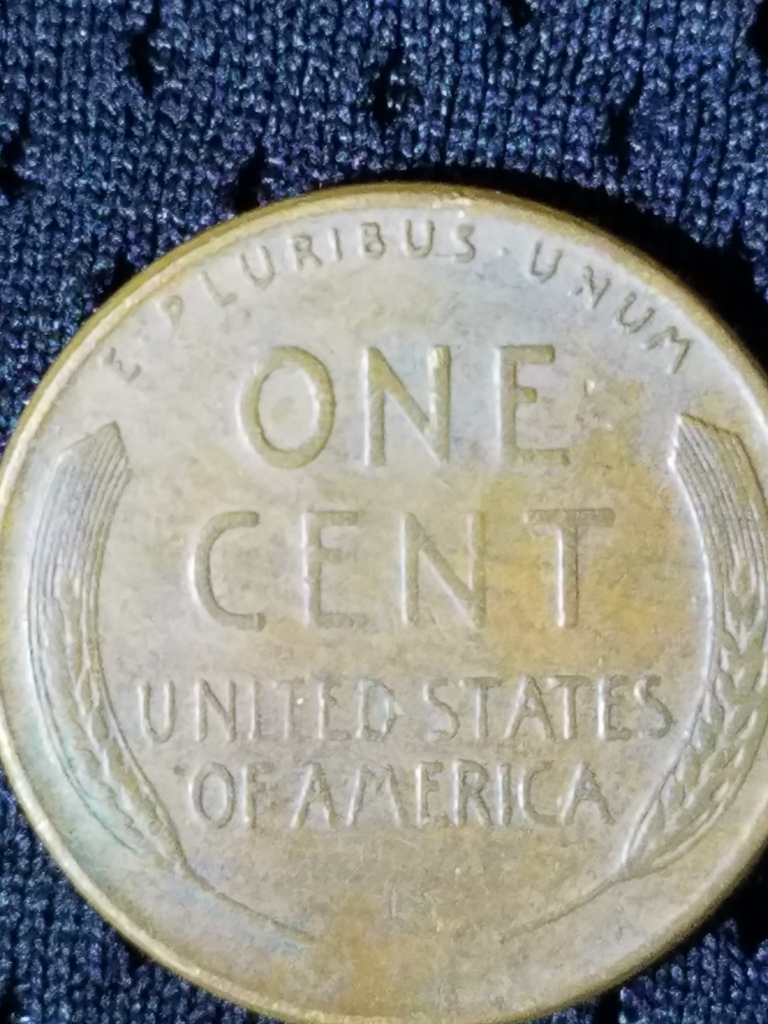 E·PLURIBUS·UNUM
ONE
CENT
UNITED STATES
OF AMERICA